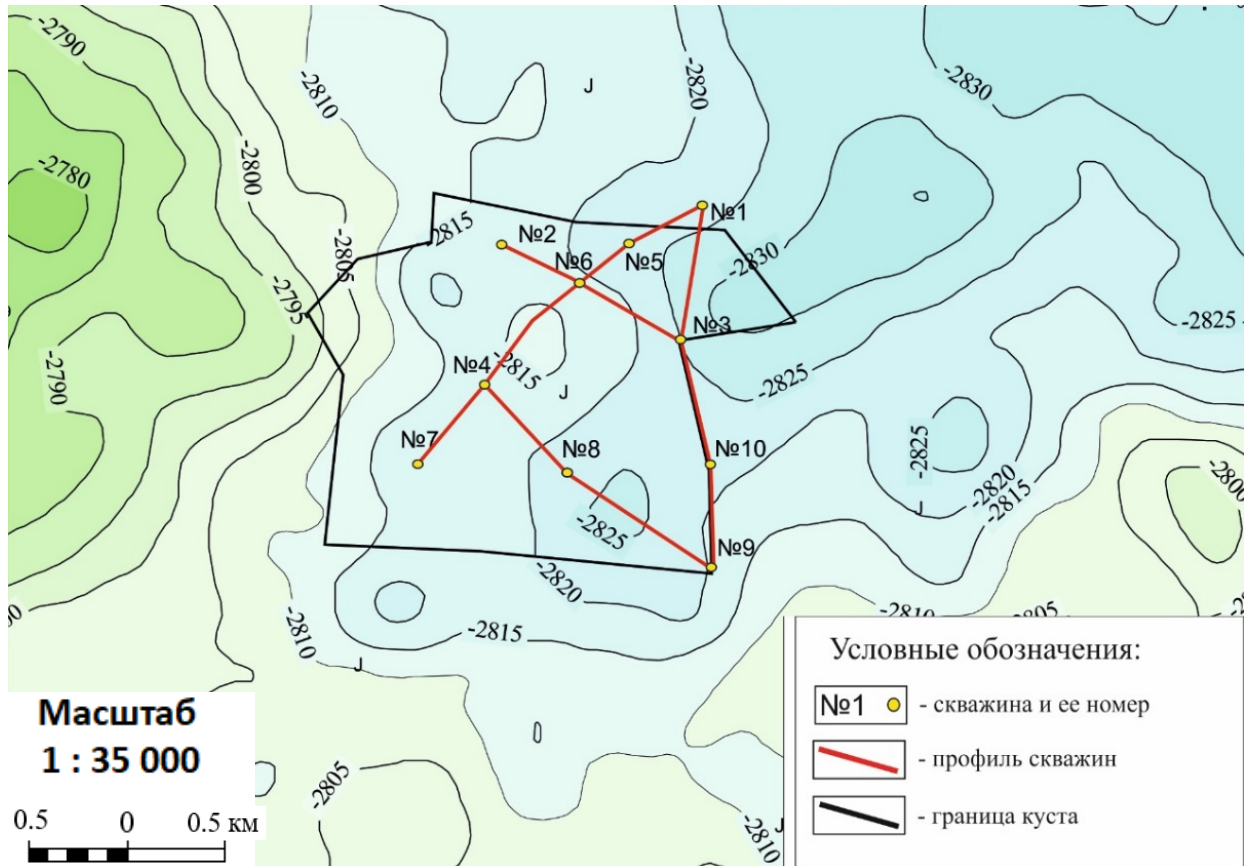 -2790
-2810
-2820
-2830
J
-2800
-2780
№1
-2815
№2
-2805
№5
-2830
№6
-2795
№3
-2825
-2790
№4
-2815
-2825
J
№7
№8
№10
-2825
-2800
-2820
-2815
J
-2825
№9
-2820
-2810
-2805
-2815
-2810
J
Условные обозначения:
№1 - скважина и ее номер
- профиль скважин
- граница куста
Масштаб
1 : 35 000
-2805
0.5 0 0.5 км
J